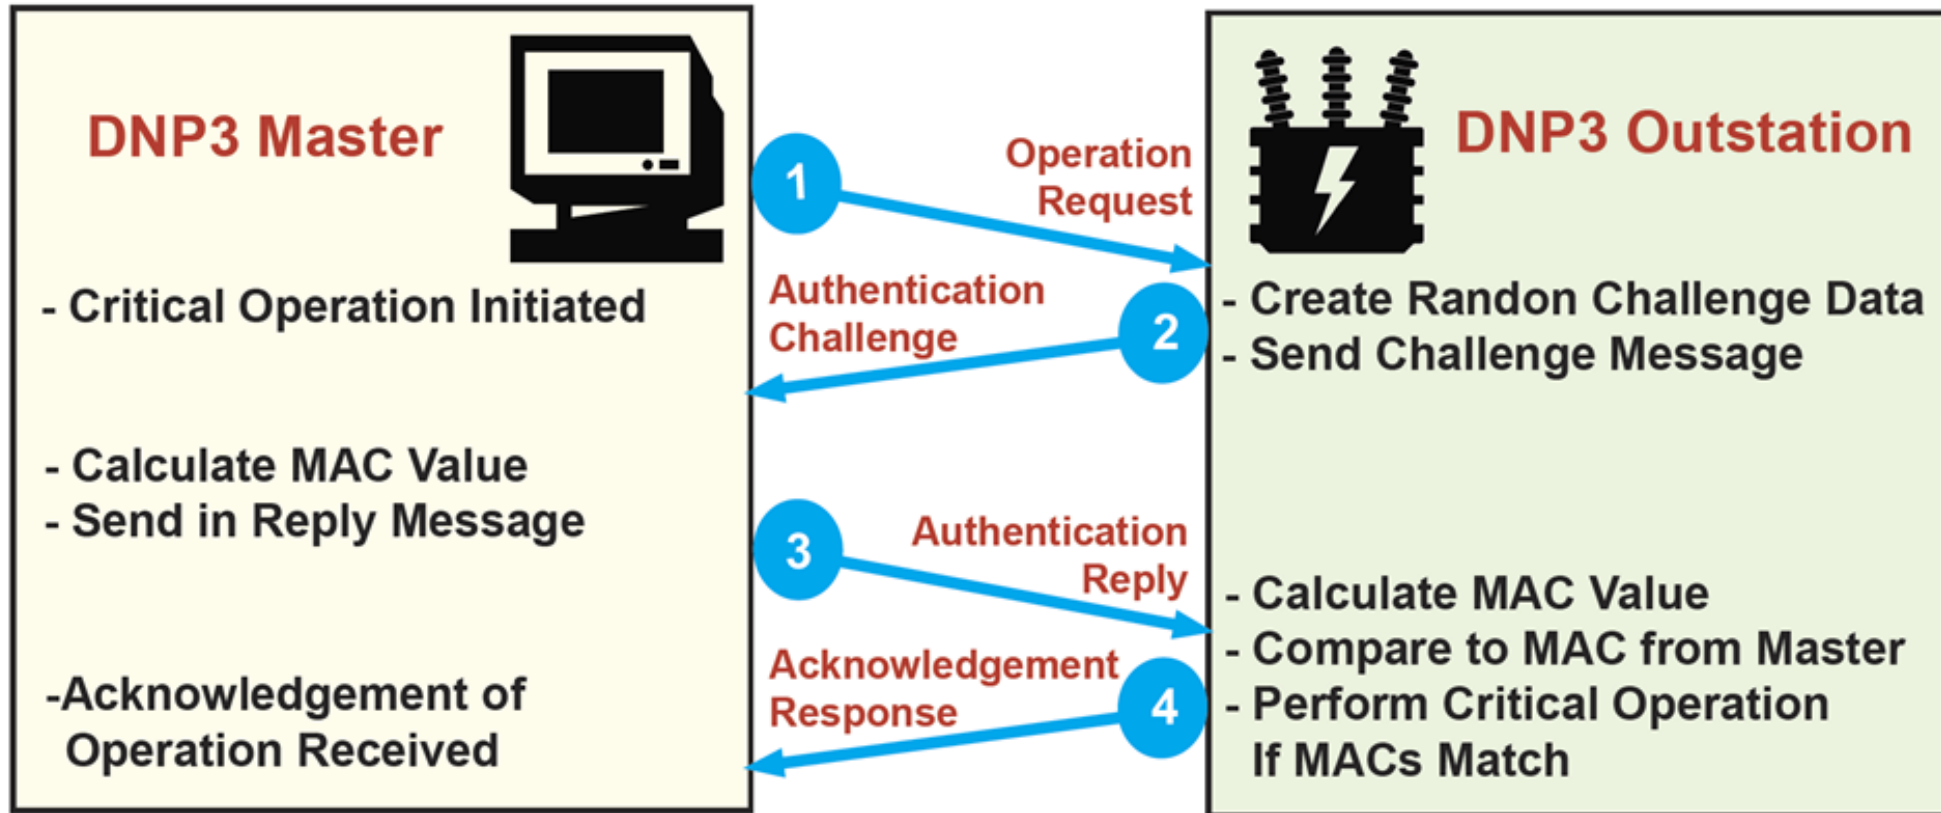 DNP3 Master
- Critical Operation Initiated
- Calculate MAC Value
- Send in Reply Message
-Acknowledgement of
Operation Received
1
Operation
Request
Authentication
Challenge
2
3
Authentication
Reply
Acknowledgement
Response
4
DNP3 Outstation
- Create Randon Challenge Data
- Send Challenge Message
- Calculate MAC Value
- Compare to MAC from Master
- Perform Critical Operation
If MACs Match